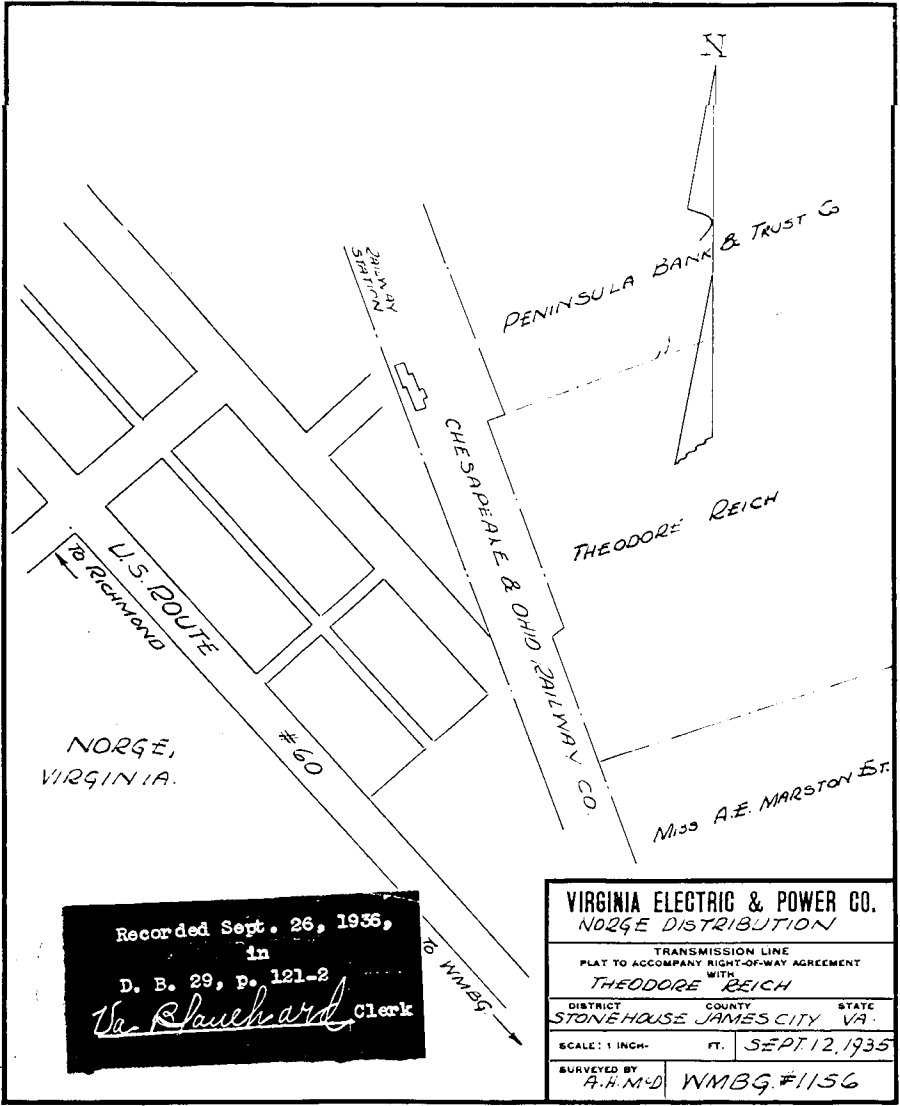 N
PENINSULA BANK & TRUST Co
RAILWAY
STATION
CHESAPEAKE & OHIO RAILWAY CO.
THEODORE REICH
U.S. ROUTE
TO RICHMOND
#60
NORGE,
VIRGINIA.
MISS A.E. MARSTON EST.
TO WMBG.
Recorded Sept. 26, 1935,
in
D. B. 29, p. 121-2
Va Blanchard Clerk
VIRGINIA ELECTRIC & POWER CO.
NORGE DISTRIBUTION
TRANSMISSION LINE
PLAT TO ACCOMPANY RIGHT-OF-WAY AGREEMENT
WITH
THEODORE REICH
DISTRICT COUNTY STATE
STONEHOUSE JAMES CITY VA.
SCALE: 1 INCH- FT. SEPT. 12, 1935
SURVEYED BY
A.H. McD WMBG. #1156